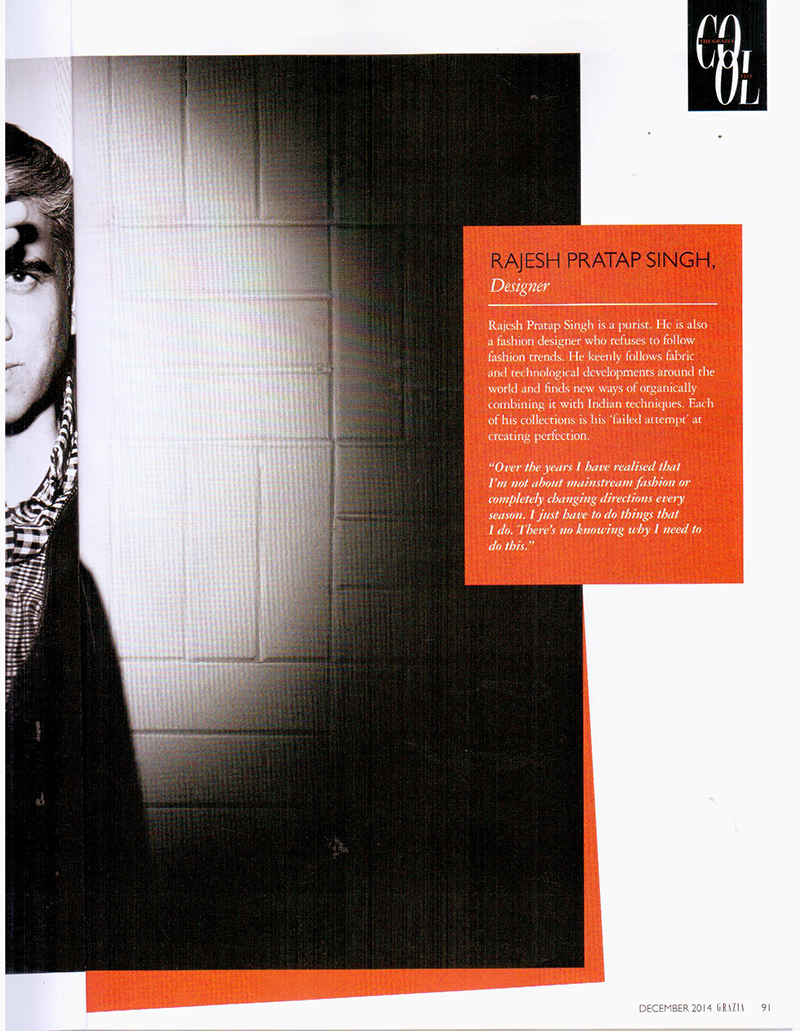 THE GRAZIA
COOL
LIST
RAJESH PRATAP SINGH,
Designer
Rajesh Pratap Singh is a purist. He is also
a fashion designer who refuses to follow
fashion trends. He keenly follows fabric
and technological developments around the
world and finds new ways of organically
combining it with Indian techniques. Each
of his collections is his ‘failed attempt’ at
creating perfection.
“Over the years I have realised that
I’m not about mainstream fashion or
completely changing directions every
season. I just have to do things that
I do. There’s no knowing why I need to
do this.”
DECEMBER 2014 GRAZIA 91